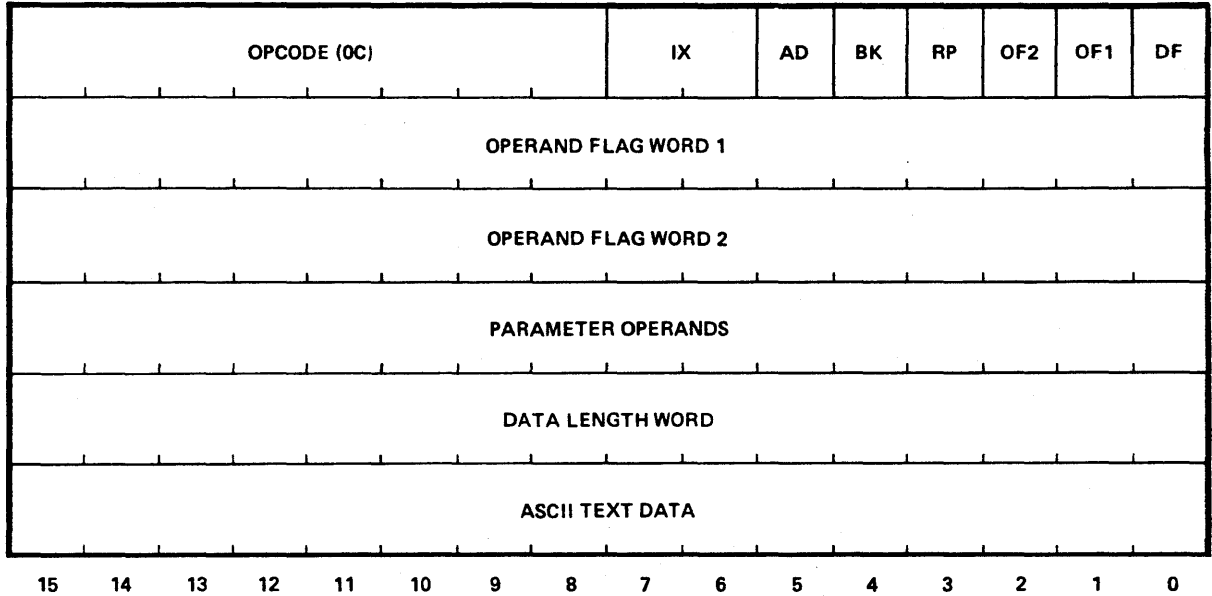 OPCODE (0C) IX AD BK RP OF2 OF1 DF
OPERAND FLAG WORD 1
OPERAND FLAG WORD 2
PARAMETER OPERANDS
DATA LENGTH WORD
ASCII TEXT DATA
15 14 13 12 11 10 9 8 7 6 5 4 3 2 1 0